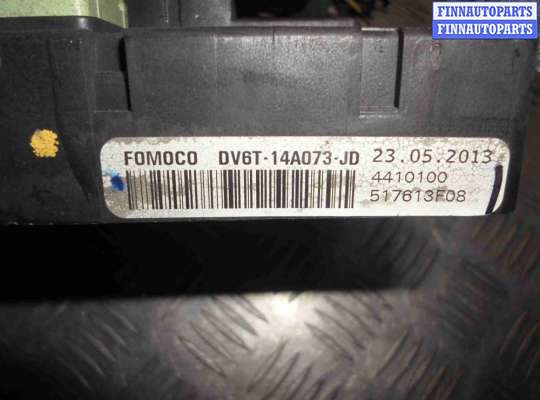 FINNAUTOPARTS
FINNAUTOPARTS
FOMOCO DV6T-14A073-JD 23.05.2013
4410100
517613F08